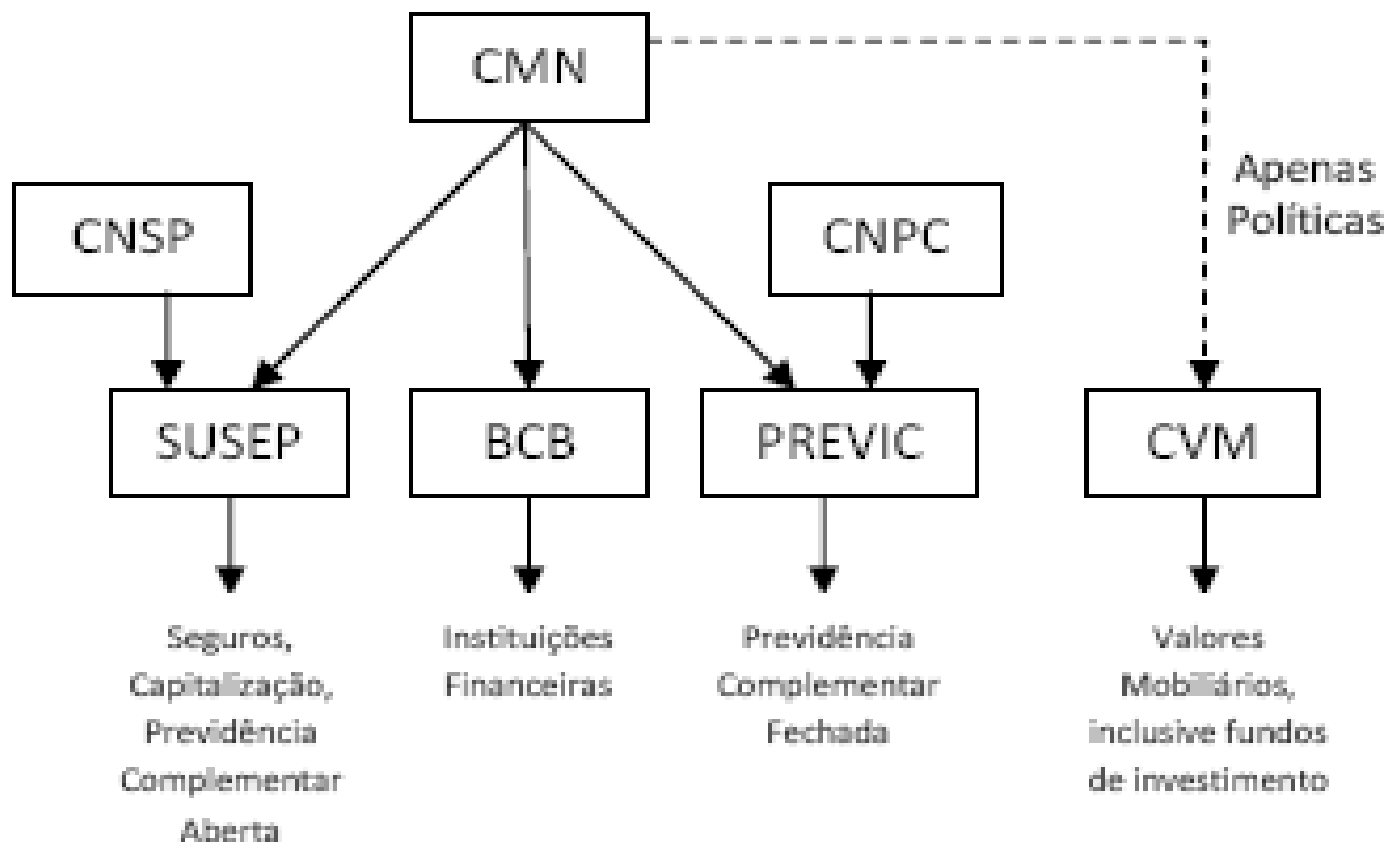 CMN
Apenas
Políticas
CNSP
CNPC
SUSEP
BCB
PREVIC
CVM
Seguros,
Capitalização,
Previdência
Complementar
Aberta
Instituições
Financeiras
Previdência
Complementar
Fechada
Valores
Mobiliários,
inclusive fundos
de investimento